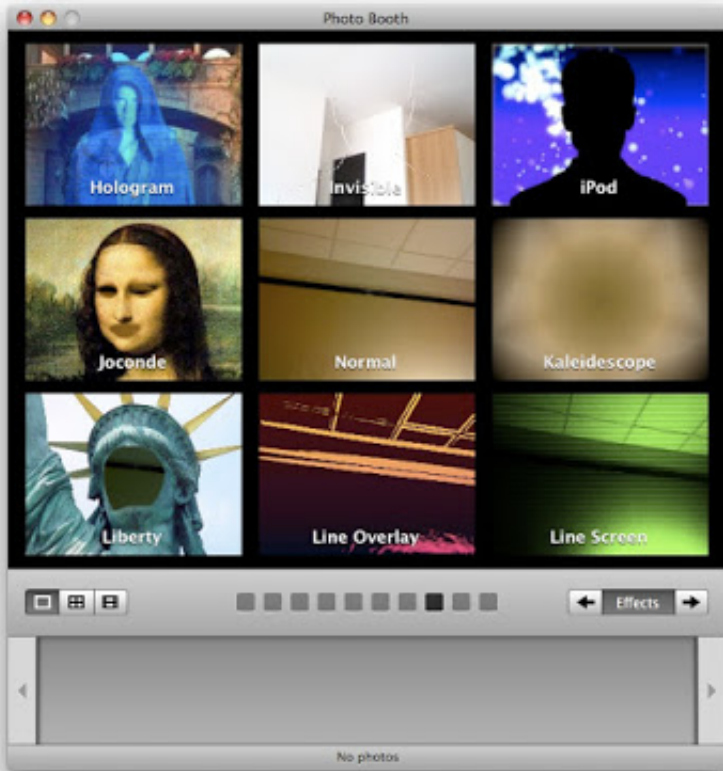 Photo Booth
Hologram
Invisible
iPod
Joconde
Normal
Kaleidescope
Liberty
Line Overlay
Line Screen
Effects
No photos